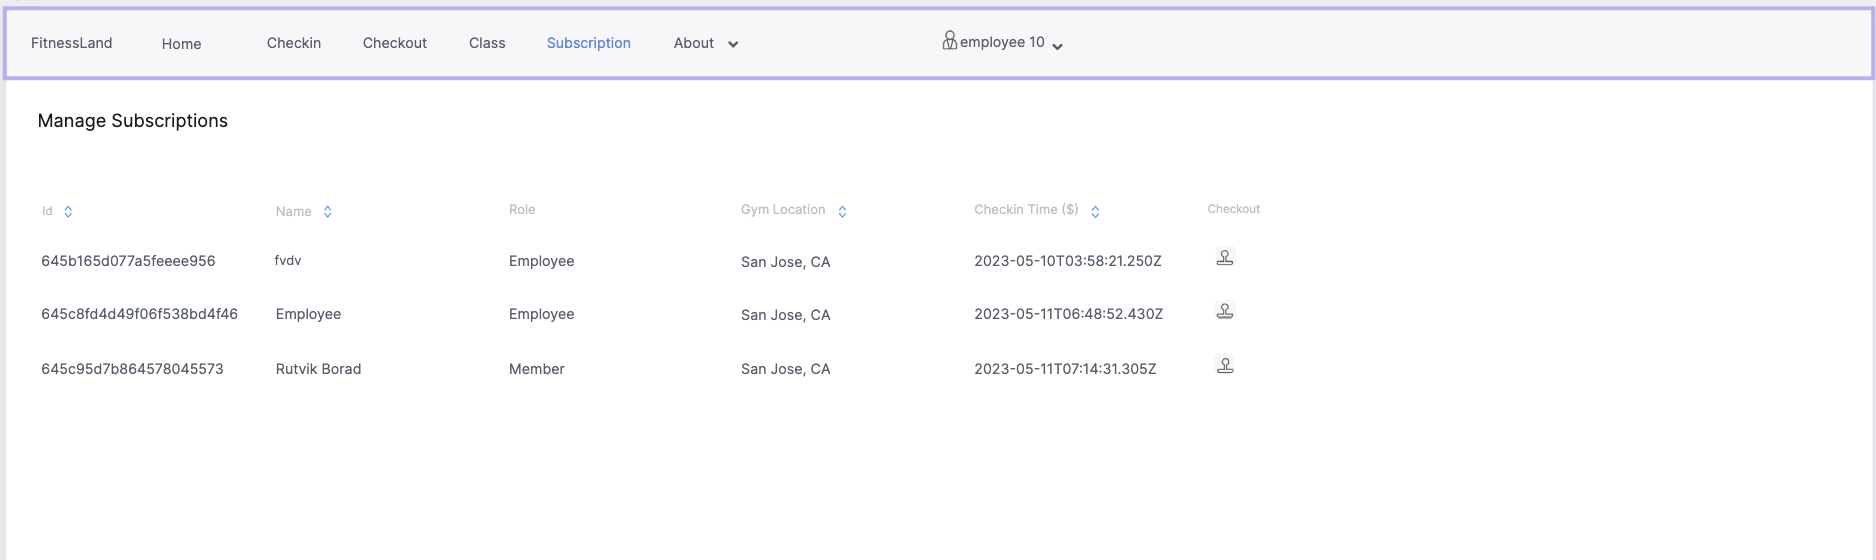 FitnessLand Home Checkin Checkout Class Subscription About employee 10
Manage Subscriptions
Id Name Role Gym Location Checkin Time ($) Checkout
645b165d077a5feeee956 fvdv Employee San Jose, CA 2023-05-10T03:58:21.250Z
645c8fd4d49f06f538bd4f46 Employee Employee San Jose, CA 2023-05-11T06:48:52.430Z
645c95d7b864578045573 Rutvik Borad Member San Jose, CA 2023-05-11T07:14:31.305Z